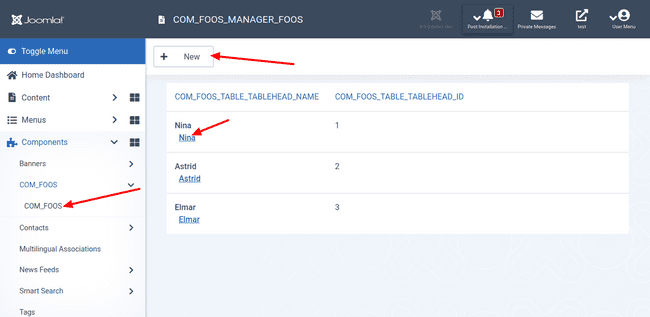 Joomla!
COM_FOOS_MANAGER_FOOS
3
Post Installation ...
Private Messages
test
User Menu
Toggle Menu
New
Home Dashboard
Content
Menus
Components
Banners
COM_FOOS
COM_FOOS
Contacts
Multilingual Associations
News Feeds
Smart Search
Tags
COM_FOOS_TABLE_TABLEHEAD_NAME COM_FOOS_TABLE_TABLEHEAD_ID
Nina 1
Nina
Astrid 2
Astrid
Elmar 3
Elmar